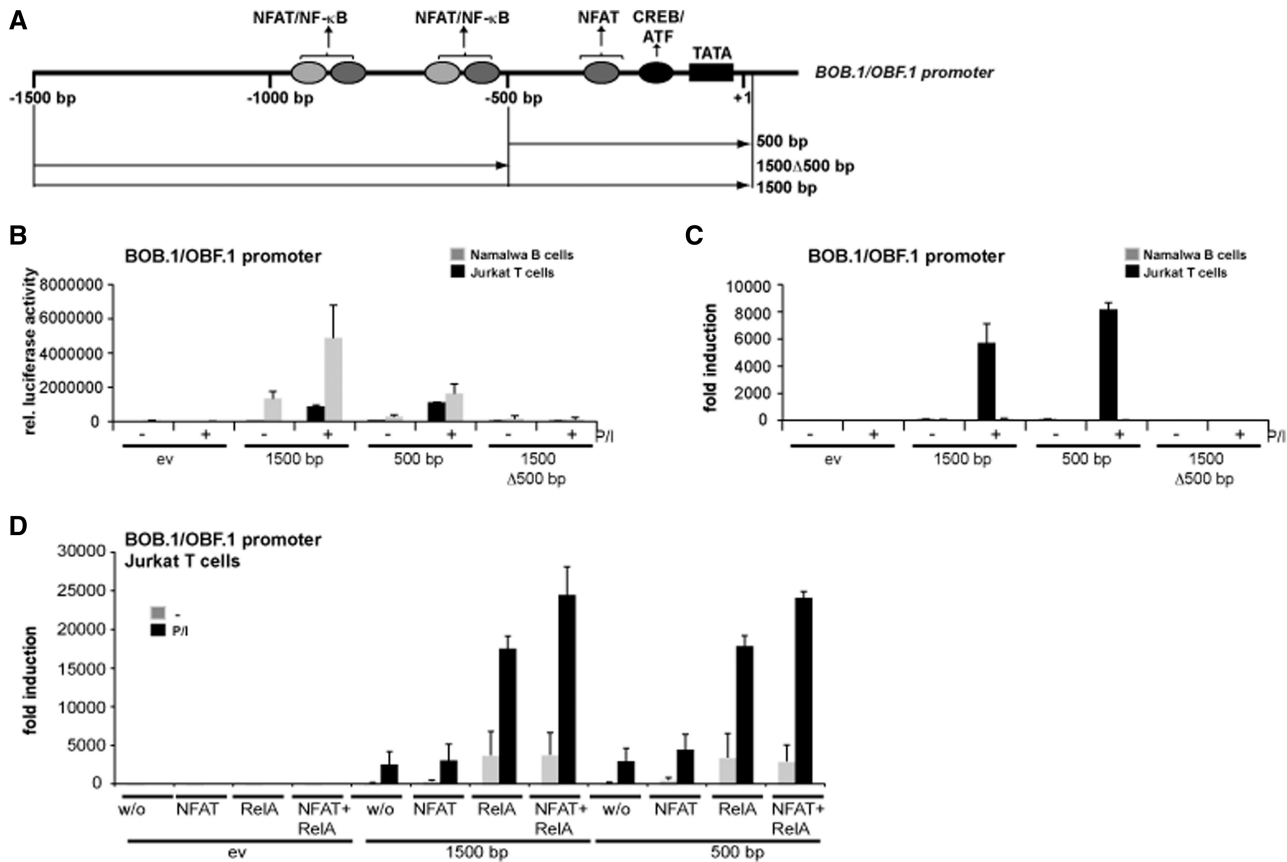 A
NFAT/NF-κB NFAT/NF-κB NFAT CREB/
ATF
TATA
BOB.1/OBF.1 promoter
-1500 bp -1000 bp -500 bp +1
500 bp
1500Δ500 bp
1500 bp
B
BOB.1/OBF.1 promoter
Namalwa B cells
Jurkat T cells
rel. luciferase activity
8000000
6000000
4000000
2000000
0
- + - + - + - + P/I
ev 1500 bp 500 bp 1500
Δ500 bp
C
BOB.1/OBF.1 promoter
Namalwa B cells
Jurkat T cells
fold induction
10000
8000
6000
4000
2000
0
- + - + - + - + P/I
ev 1500 bp 500 bp 1500
Δ500 bp
D
BOB.1/OBF.1 promoter
Jurkat T cells
-
P/I
fold induction
30000
25000
20000
15000
10000
5000
0
w/o NFAT RelA NFAT+ w/o NFAT RelA NFAT+ w/o NFAT RelA NFAT+
RelA RelA RelA
ev 1500 bp 500 bp